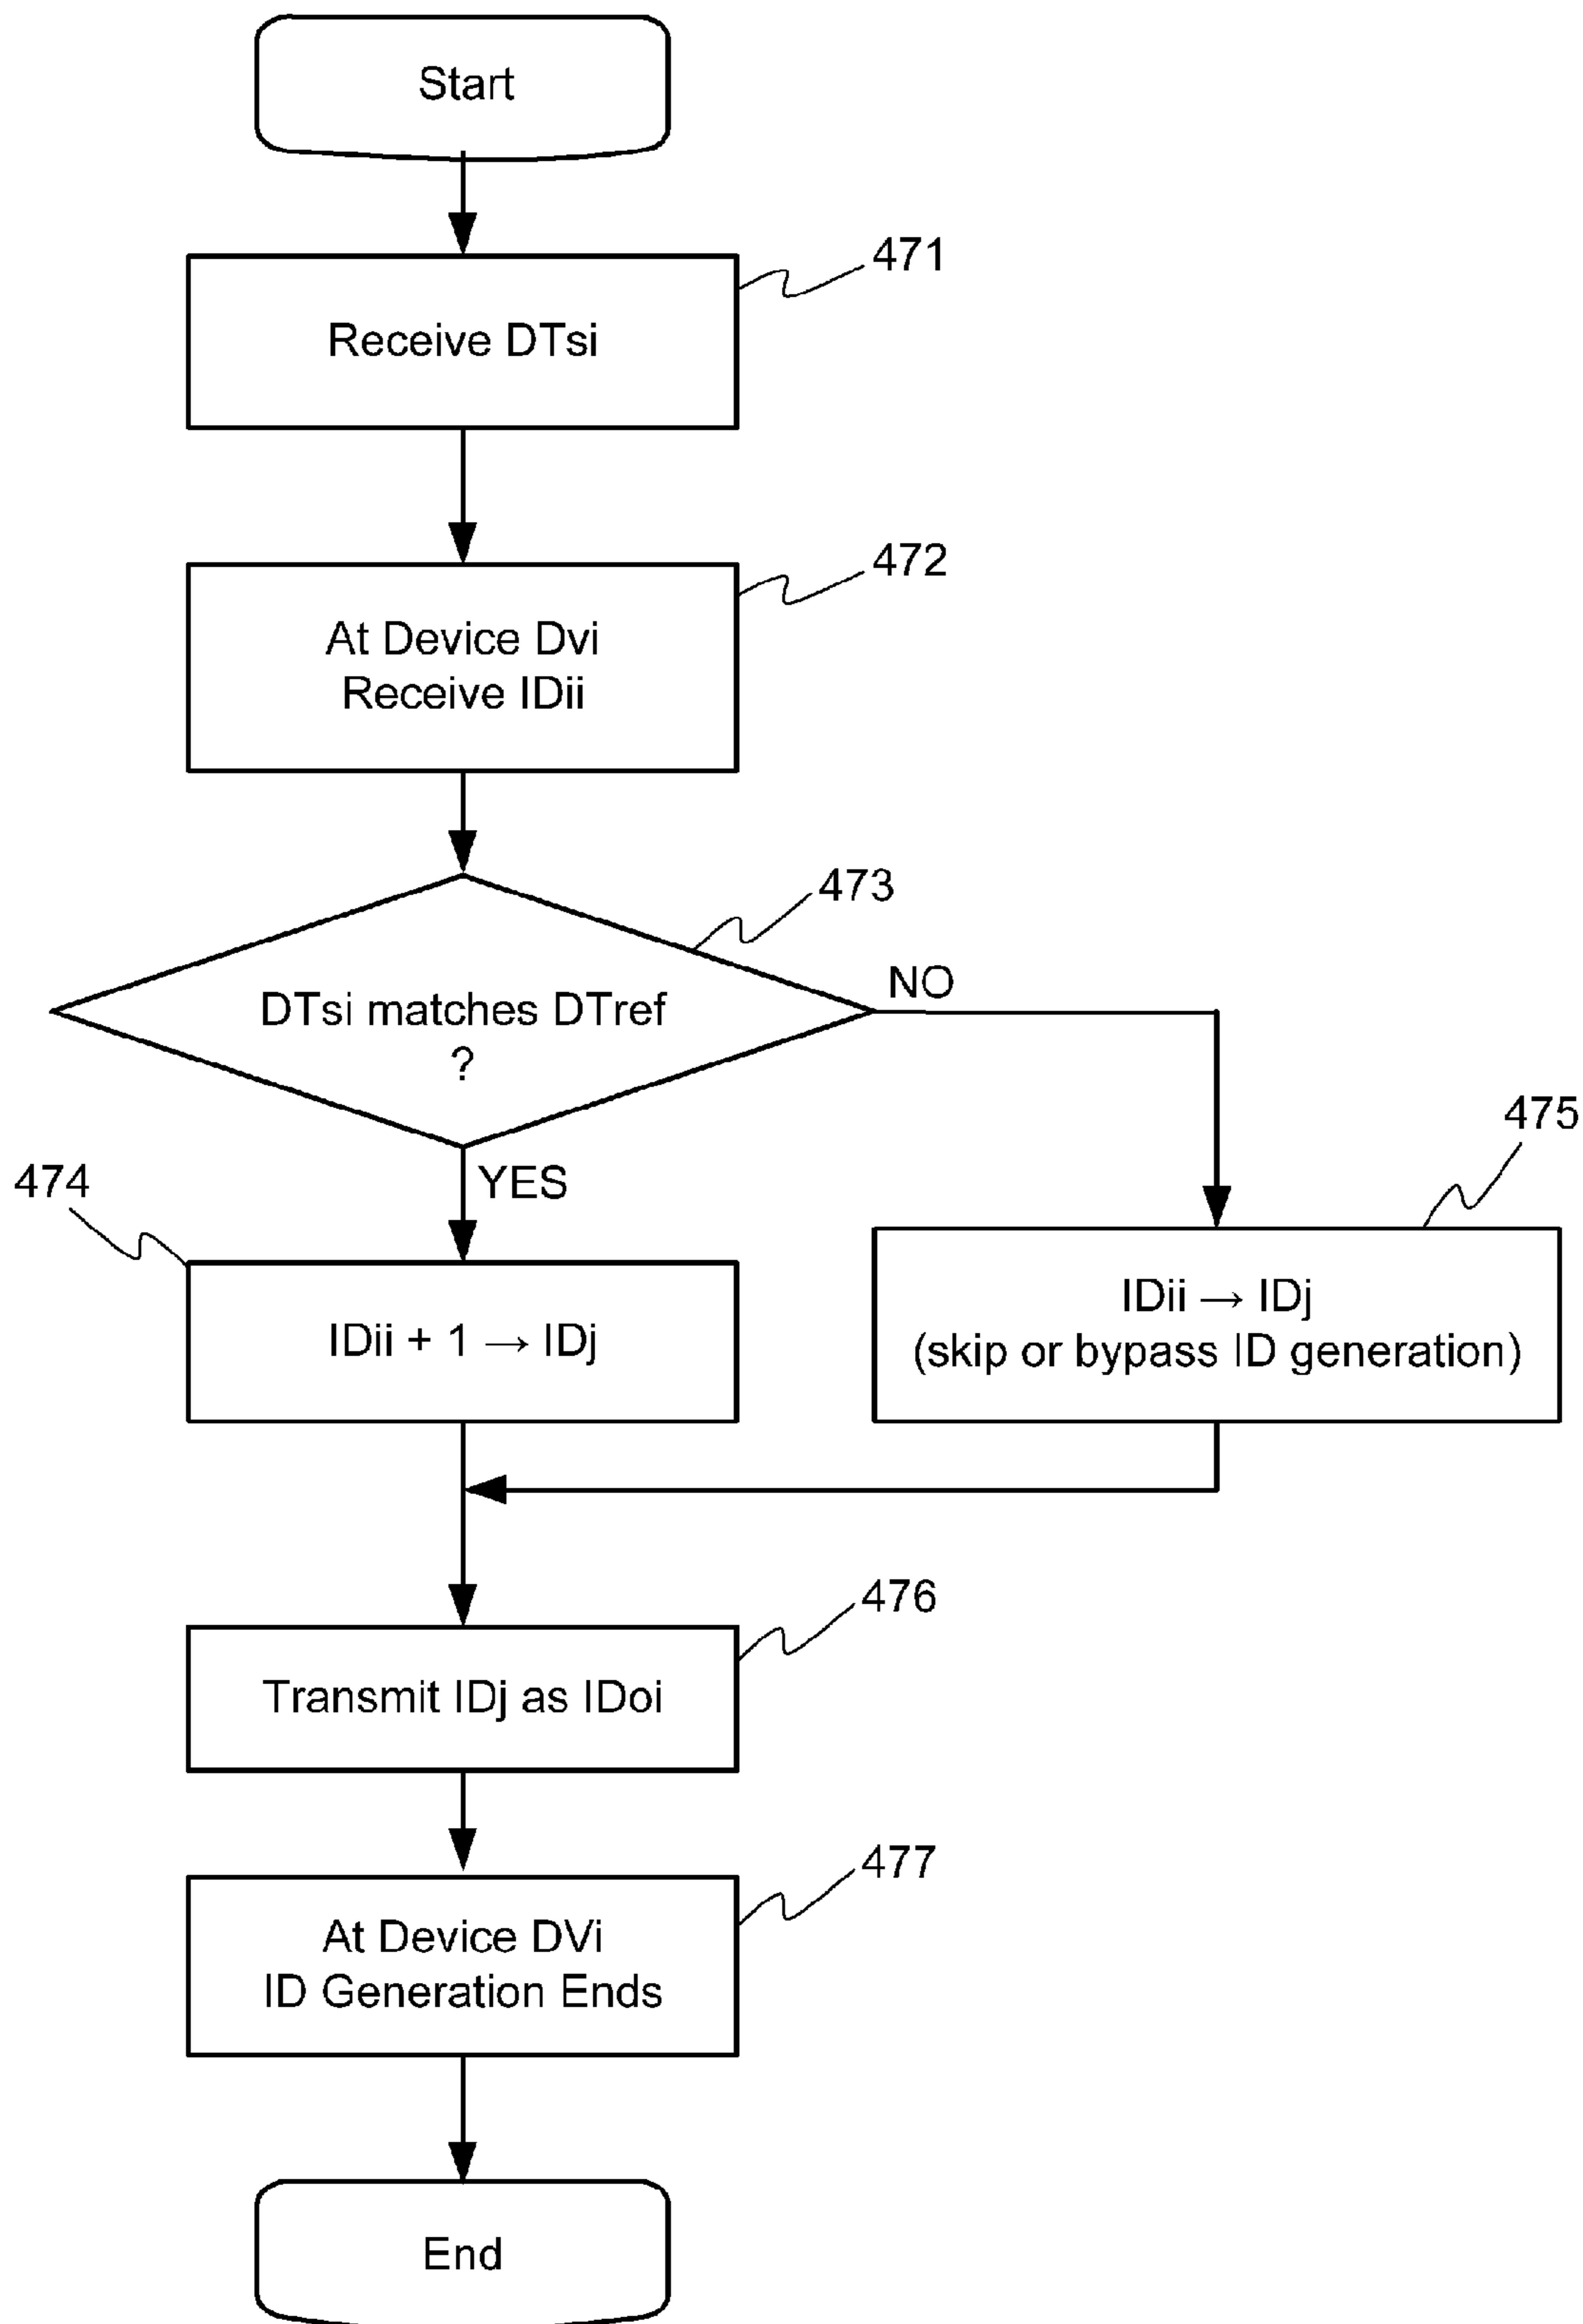 Start
471
Receive DTsi
472
At Device Dvi
Receive IDii
473
DTsi matches DTref
?
NO
YES
474
IDii + 1 → IDj
475
IDii → IDj
(skip or bypass ID generation)
476
Transmit IDj as IDoi
477
At Device DVi
ID Generation Ends
End